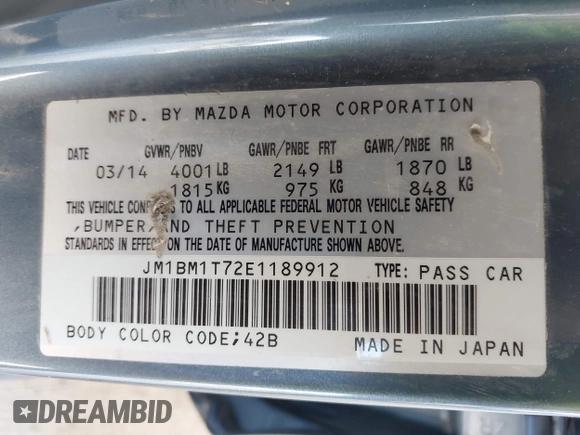 MFD. BY MAZDA MOTOR CORPORATION
DATE GVWR/PNBV GAWR/PNBE FRT GAWR/PNBE RR
03/14 4001 LB 2149 LB 1870 LB
1815 KG 975 KG 848 KG
THIS VEHICLE CONFORMS TO ALL APPLICABLE FEDERAL MOTOR VEHICLE SAFETY
,BUMPER, AND THEFT PREVENTION
STANDARDS IN EFFECT ON THE DATE OF MANUFACTURE SHOWN ABOVE.
JM1BM1T72E1189912 TYPE: PASS CAR
BODY COLOR CODE;42B MADE IN JAPAN
DREAMBID